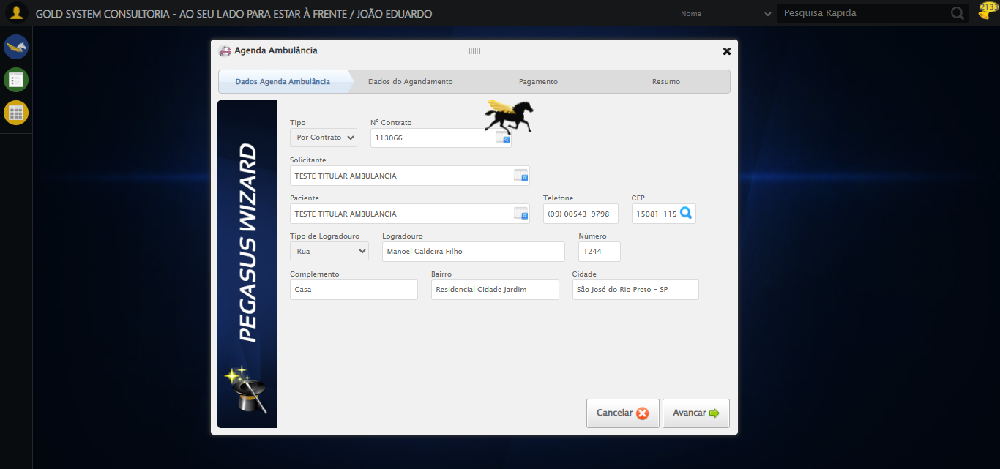 GOLD SYSTEM CONSULTORIA - AO SEU LADO PARA ESTAR À FRENTE / JOÃO EDUARDO
Nome
Pesquisa Rapida
2133
Agenda Ambulância
Dados Agenda Ambulância
Dados do Agendamento
Pagamento
Resumo
PEGASUS WIZARD
Tipo
Nº Contrato
Por Contrato
113066
Solicitante
TESTE TITULAR AMBULANCIA
Paciente
Telefone
CEP
TESTE TITULAR AMBULANCIA
(09) 00543-9798
15081-115
Tipo de Logradouro
Logradouro
Número
Rua
Manoel Caldeira Filho
1244
Complemento
Bairro
Cidade
Casa
Residencial Cidade Jardim
São José do Rio Preto - SP
Cancelar
Avancar